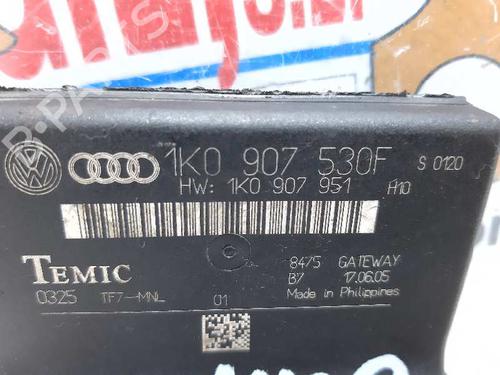 1K0 907 530F S 0120
HW: 1K0 907 951 A10
TEMIC
8475 GATEWAY
B7 17.06.05
0325 TF7-MNL 01 Made in Philippines